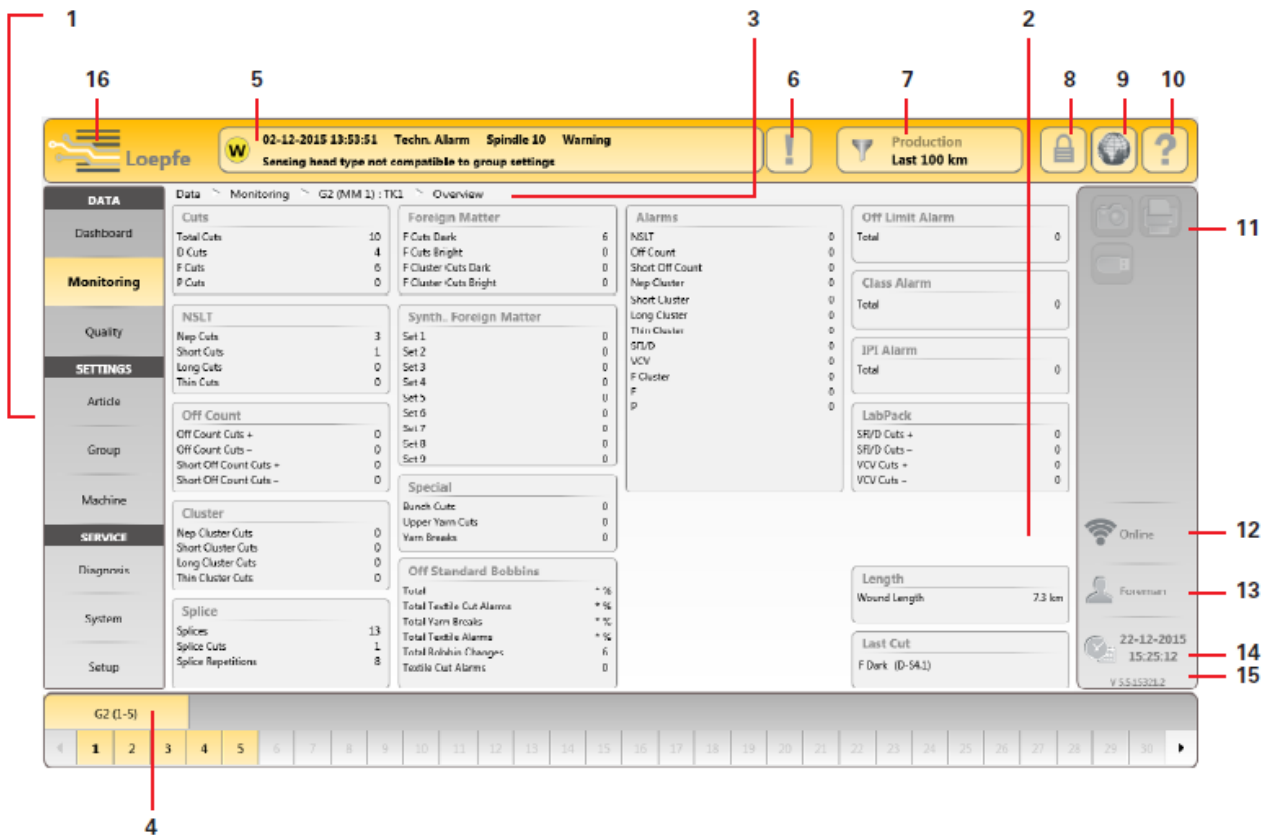 1 3 2
16 5 6 7 8 9 10
Loepfe
W 02-12-2015 13:53:51 Techn. Alarm Spindle 10 Warning
Sensing head type not compatible to group settings
!
Production
Last 100 km
?
DATA
Dashboard
Monitoring
Quality
SETTINGS
Article
Group
Machine
SERVICE
Diagnosis
System
Setup
Data Monitoring G2 (MM 1) : TK1 Overview
Cuts
Total Cuts 10
D Cuts 4
F Cuts 6
P Cuts 0
NSLT
Nep Cuts 3
Short Cuts 1
Long Cuts 0
Thin Cuts 0
Off Count
Off Count Cuts + 0
Off Count Cuts – 0
Short Off Count Cuts + 0
Short Off Count Cuts – 0
Cluster
Nep Cluster Cuts 0
Short Cluster Cuts 0
Long Cluster Cuts 0
Thin Cluster Cuts 0
Splice
Splices 13
Splice Cuts 1
Splice Repetitions 8
Foreign Matter
F Cuts Dark 6
F Cuts Bright 0
F Cluster Cuts Dark 0
F Cluster Cuts Bright 0
Synth. Foreign Matter
Set 1 0
Set 2 0
Set 3 0
Set 4 0
Set 5 0
Set 6 0
Set 7 0
Set 8 0
Set 9 0
Special
Bunch Cuts 0
Upper Yarn Cuts 0
Yarn Breaks 0
Off Standard Bobbins
Total * %
Total Textile Cut Alarms * %
Total Yarn Breaks * %
Total Textile Alarms * %
Total Bobbin Changes 6
Textile Cut Alarms 0
Alarms
NSLT 0
Off Count 0
Short Off Count 0
Nep Cluster 0
Short Cluster 0
Long Cluster 0
Thin Cluster 0
SFI/D 0
VCV 0
F Cluster 0
F 0
P 0
Off Limit Alarm
Total 0
Class Alarm
Total 0
IPI Alarm
Total 0
LabPack
SFI/D Cuts + 0
SFI/D Cuts – 0
VCV Cuts + 0
VCV Cuts – 0
Length
Wound Length 7.3 km
Last Cut
F Dark (D-S4.1)
11
Online 12
Foreman 13
22-12-2015
15:25:12 14
V 5.5.15321.2 15
G2 (1-5)
1 2 3 4 5 6 7 8 9 10 11 12 13 14 15 16 17 18 19 20 21 22 23 24 25 26 27 28 29 30
4